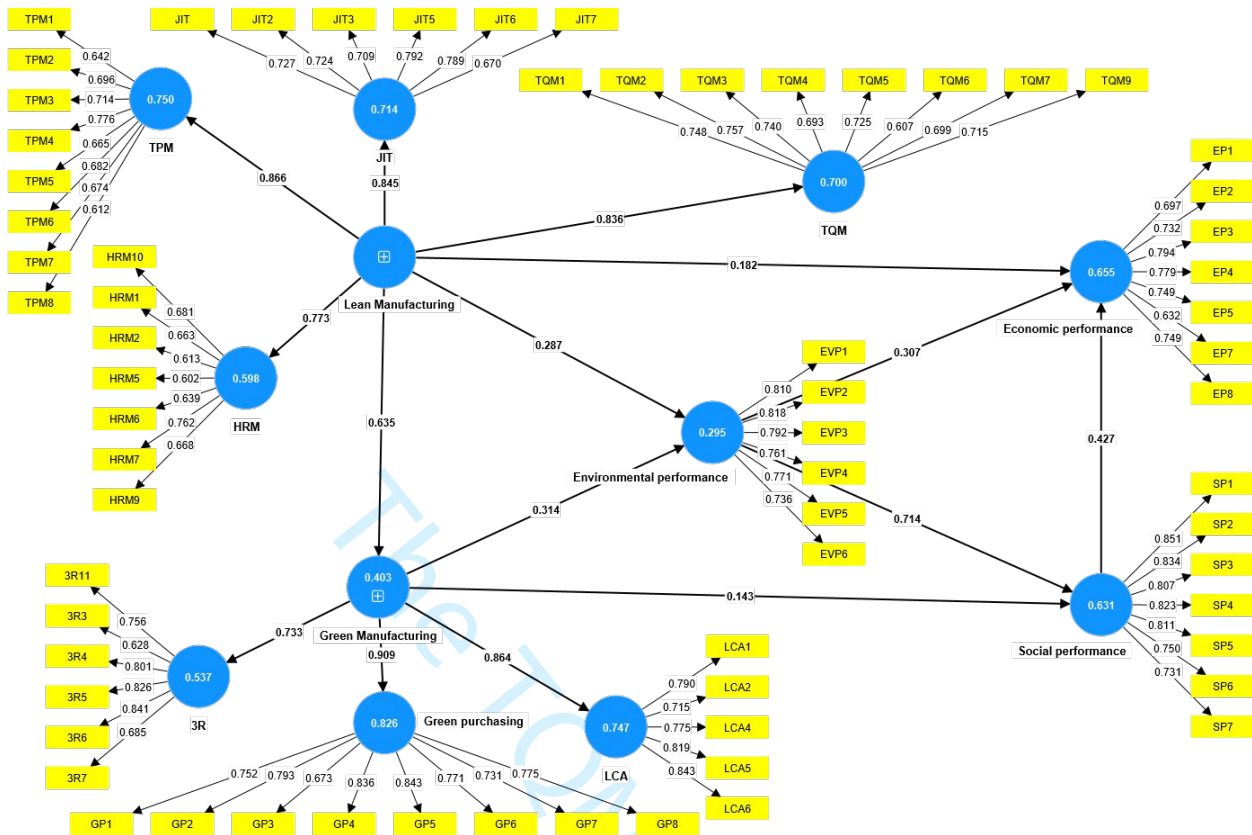 TPM1
TPM2
TPM3
TPM4
TPM5
TPM6
TPM7
TPM8
0.642
0.696
0.714
0.776
0.665
0.682
0.674
0.612
0.750
TPM
JIT
JIT2
JIT3
JIT5
JIT6
JIT7
0.727
0.724
0.709
0.792
0.789
0.670
0.714
JIT
TQM1
TQM2
TQM3
TQM4
TQM5
TQM6
TQM7
TQM9
0.748
0.757
0.740
0.693
0.725
0.607
0.699
0.715
0.700
TQM
0.866
0.845
0.836
Lean Manufacturing
0.182
0.773
0.287
0.635
HRM10
HRM1
HRM2
HRM5
HRM6
HRM7
HRM9
0.681
0.663
0.613
0.602
0.639
0.762
0.668
0.598
HRM
EP1
EP2
EP3
EP4
EP5
EP7
EP8
0.697
0.732
0.794
0.779
0.749
0.632
0.749
0.655
Economic performance
0.307
0.427
EVP1
EVP2
EVP3
EVP4
EVP5
EVP6
0.810
0.818
0.792
0.761
0.771
0.736
0.295
Environmental performance
0.314
0.714
0.403
Green Manufacturing
0.143
0.733
0.909
0.864
SP1
SP2
SP3
SP4
SP5
SP6
SP7
0.851
0.834
0.807
0.823
0.811
0.750
0.731
0.631
Social performance
3R11
3R3
3R4
3R5
3R6
3R7
0.756
0.628
0.801
0.826
0.841
0.685
0.537
3R
0.826
Green purchasing
0.752
0.793
0.673
0.836
0.843
0.771
0.731
0.775
GP1
GP2
GP3
GP4
GP5
GP6
GP7
GP8
0.747
LCA
LCA1
LCA2
LCA4
LCA5
LCA6
0.790
0.715
0.775
0.819
0.843
The TQM